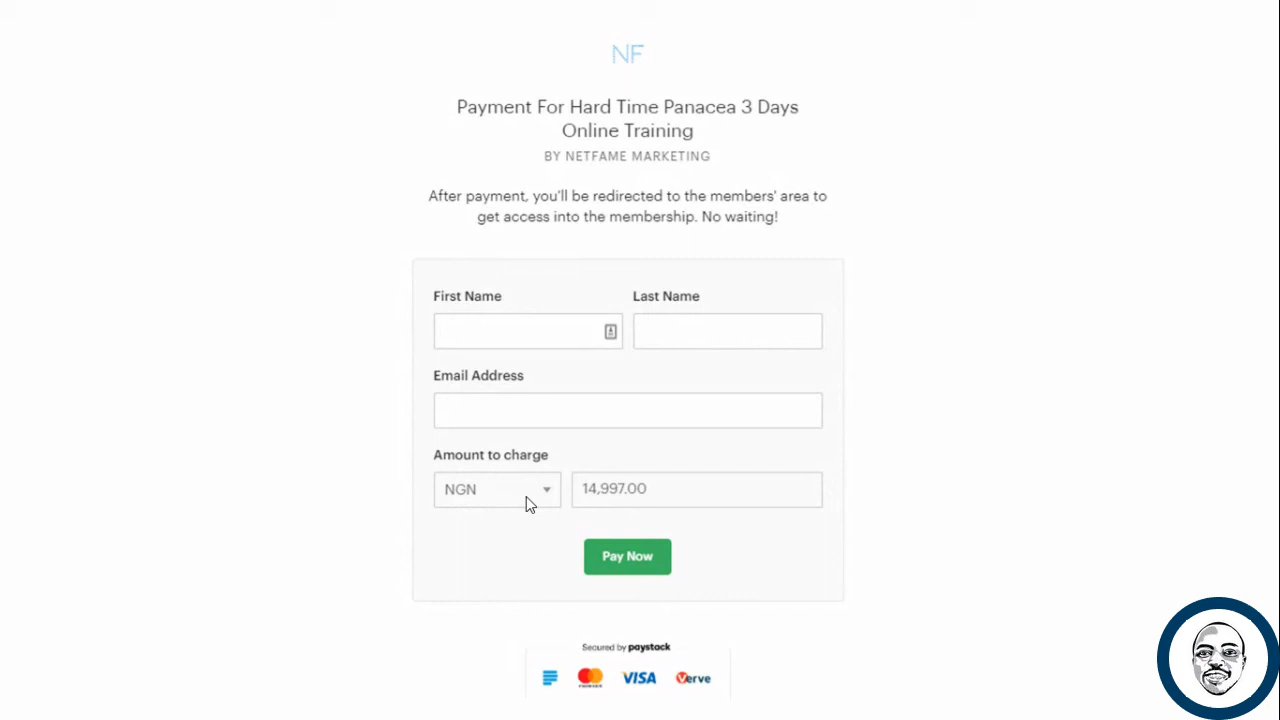 NF
Payment For Hard Time Panacea 3 Days
Online Training
BY NETFAME MARKETING
After payment, you'll be redirected to the members' area to
get access into the membership. No waiting!
First Name Last Name
Email Address
Amount to charge
NGN 14,997.00
Pay Now
Secured by paystack
VISA Verve